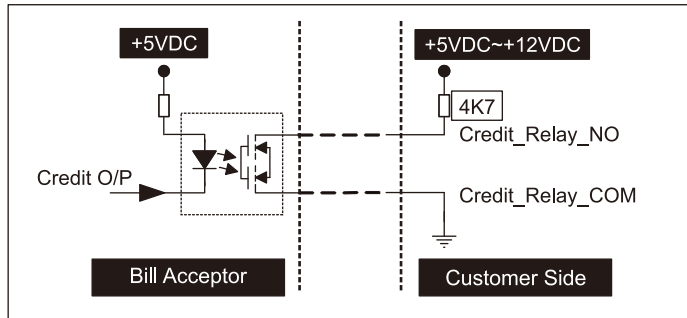 +5VDC
+5VDC~+12VDC
4K7
Credit_Relay_NO
Credit O/P
Credit_Relay_COM
Bill Acceptor
Customer Side